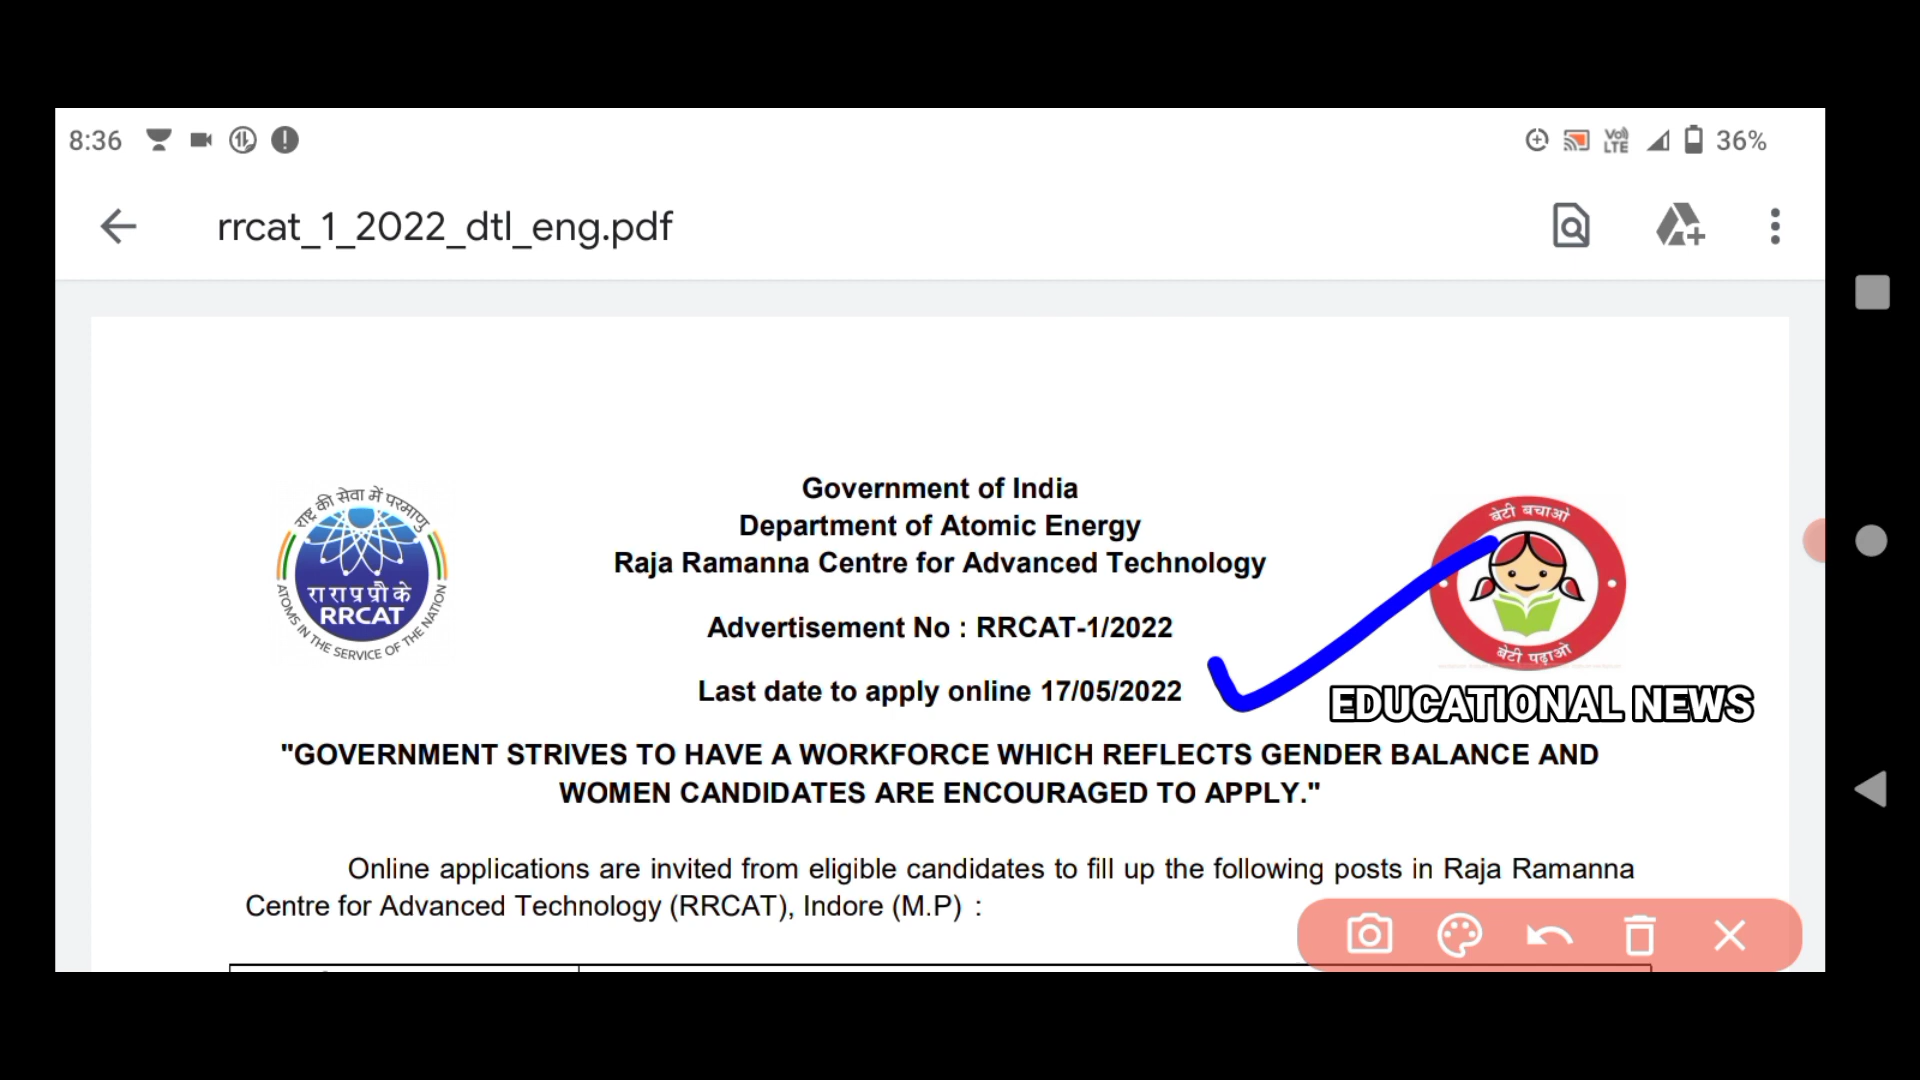 8:36
Vo)) LTE
36%
rrcat_1_2022_dtl_eng.pdf
राष्ट्र की सेवा में परमाणु
रा रा प्र प्रौ के
RRCAT
ATOMS IN THE SERVICE OF THE NATION
Government of India
Department of Atomic Energy
Raja Ramanna Centre for Advanced Technology
Advertisement No : RRCAT-1/2022
Last date to apply online 17/05/2022
बेटी बचाओ
बेटी पढ़ाओ
EDUCATIONAL NEWS
"GOVERNMENT STRIVES TO HAVE A WORKFORCE WHICH REFLECTS GENDER BALANCE AND
WOMEN CANDIDATES ARE ENCOURAGED TO APPLY."
Online applications are invited from eligible candidates to fill up the following posts in Raja Ramanna
Centre for Advanced Technology (RRCAT), Indore (M.P) :